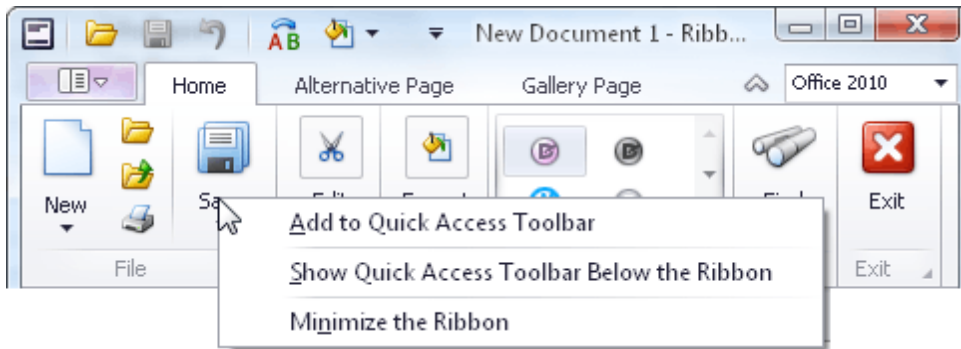 New Document 1 - Ribb...
Home Alternative Page Gallery Page Office 2010
New Exit
File Exit
Add to Quick Access Toolbar
Show Quick Access Toolbar Below the Ribbon
Minimize the Ribbon